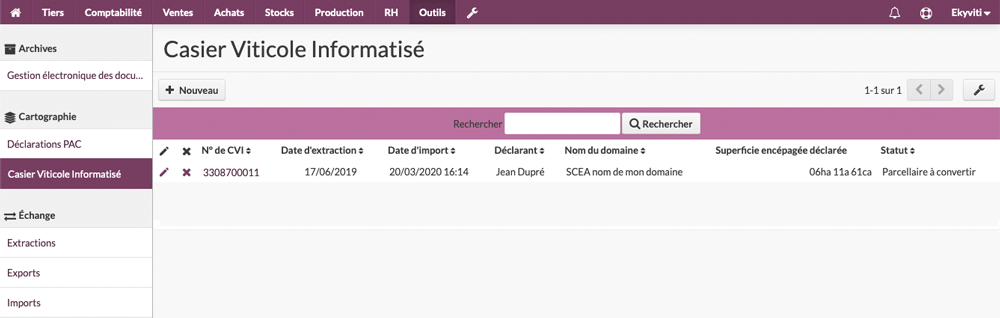 Tiers Comptabilité Ventes Achats Stocks Production RH Outils Ekyviti
Archives
Gestion électronique des docu...
Cartographie
Déclarations PAC
Casier Viticole Informatisé
Échange
Extractions
Exports
Imports
Casier Viticole Informatisé
Nouveau
1-1 sur 1
Rechercher Rechercher
N° de CVI Date d'extraction Date d'import Déclarant Nom du domaine Superficie encépagée déclarée Statut
3308700011 17/06/2019 20/03/2020 16:14 Jean Dupré SCEA nom de mon domaine 06ha 11a 61ca Parcellaire à convertir